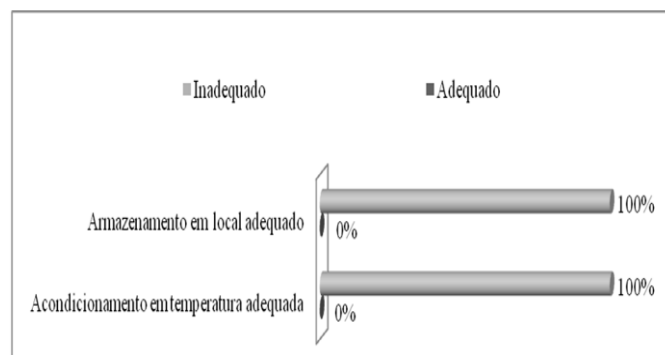 Inadequado Adequado
100%
Armazenamento em local adequado
0%
100%
Acondicionamento em temperatura adequada
0%